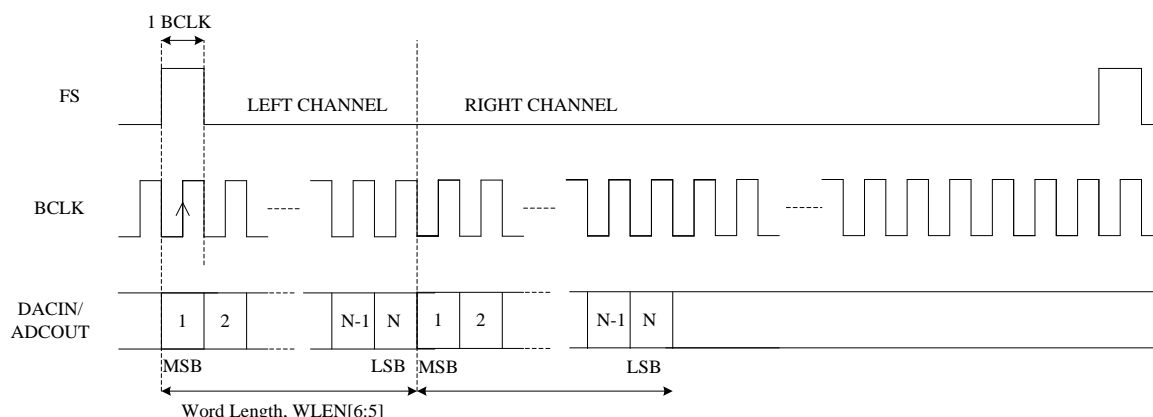 1 BCLK
FS
LEFT CHANNEL RIGHT CHANNEL
BCLK
DACIN/
ADCOUT
1 2 N-1 N 1 2 N-1 N
MSB LSB MSB LSB
Word Length, WLEN[6:5]